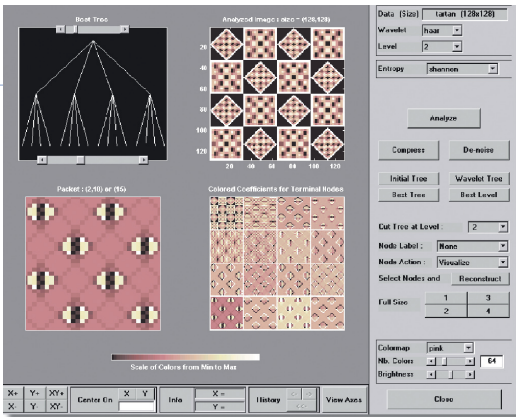 Best Tree
Analyzed Image : size = (128,128)
20
40
60
80
100
120
20 40 60 80 100 120
Packet : (2,10) or (15)
Colored Coefficients for Terminal Nodes
Scale of Colors from Min to Max
Data (Size) tartan (128x128)
Wavelet haar
Level 2
Entropy shannon
Analyze
Compress De-noise
Initial Tree Wavelet Tree
Best Tree Best Level
Cut Tree at Level : 2
Node Label : None
Node Action : Visualize
Select Nodes and Reconstruct
Full Size 1 3
2 4
Colormap pink
Nb. Colors 64
Brightness
X+ Y+ XY+
X- Y- XY-
Center On X Y
Info X =
Y =
History
View Axes
Close